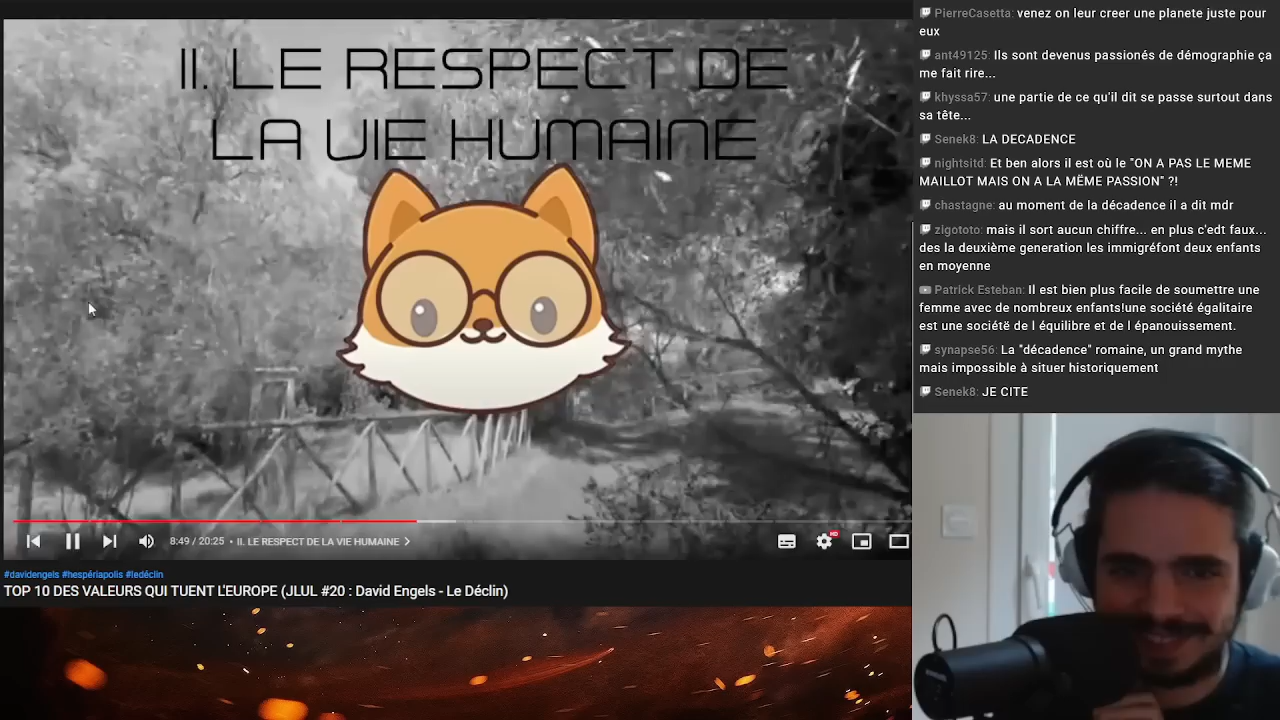 II. LE RESPECT DE
LA VIE HUMAINE
8:49 / 20:25 • II. LE RESPECT DE LA VIE HUMAINE
HD
#davidengels #hespériapolis #ledéclin
TOP 10 DES VALEURS QUI TUENT L'EUROPE (JLUL #20 : David Engels - Le Déclin)
PierreCasetta: venez on leur creer une planete juste pour
eux
ant49125: Ils sont devenus passionés de démographie ça
me fait rire...
khyssa57: une partie de ce qu'il dit se passe surtout dans
sa tête...
Senek8: LA DECADENCE
nightsitd: Et ben alors il est où le "ON A PAS LE MEME
MAILLOT MAIS ON A LA MËME PASSION" ?!
chastagne: au moment de la décadence il a dit mdr
zigototo: mais il sort aucun chiffre... en plus c'edt faux...
des la deuxième generation les immigréfont deux enfants
en moyenne
Patrick Esteban: Il est bien plus facile de soumettre une
femme avec de nombreux enfants!une société égalitaire
est une sociétë de l équilibre et de l épanouissement.
synapse56: La "décadence" romaine, un grand mythe
mais impossible à situer historiquement
Senek8: JE CITE